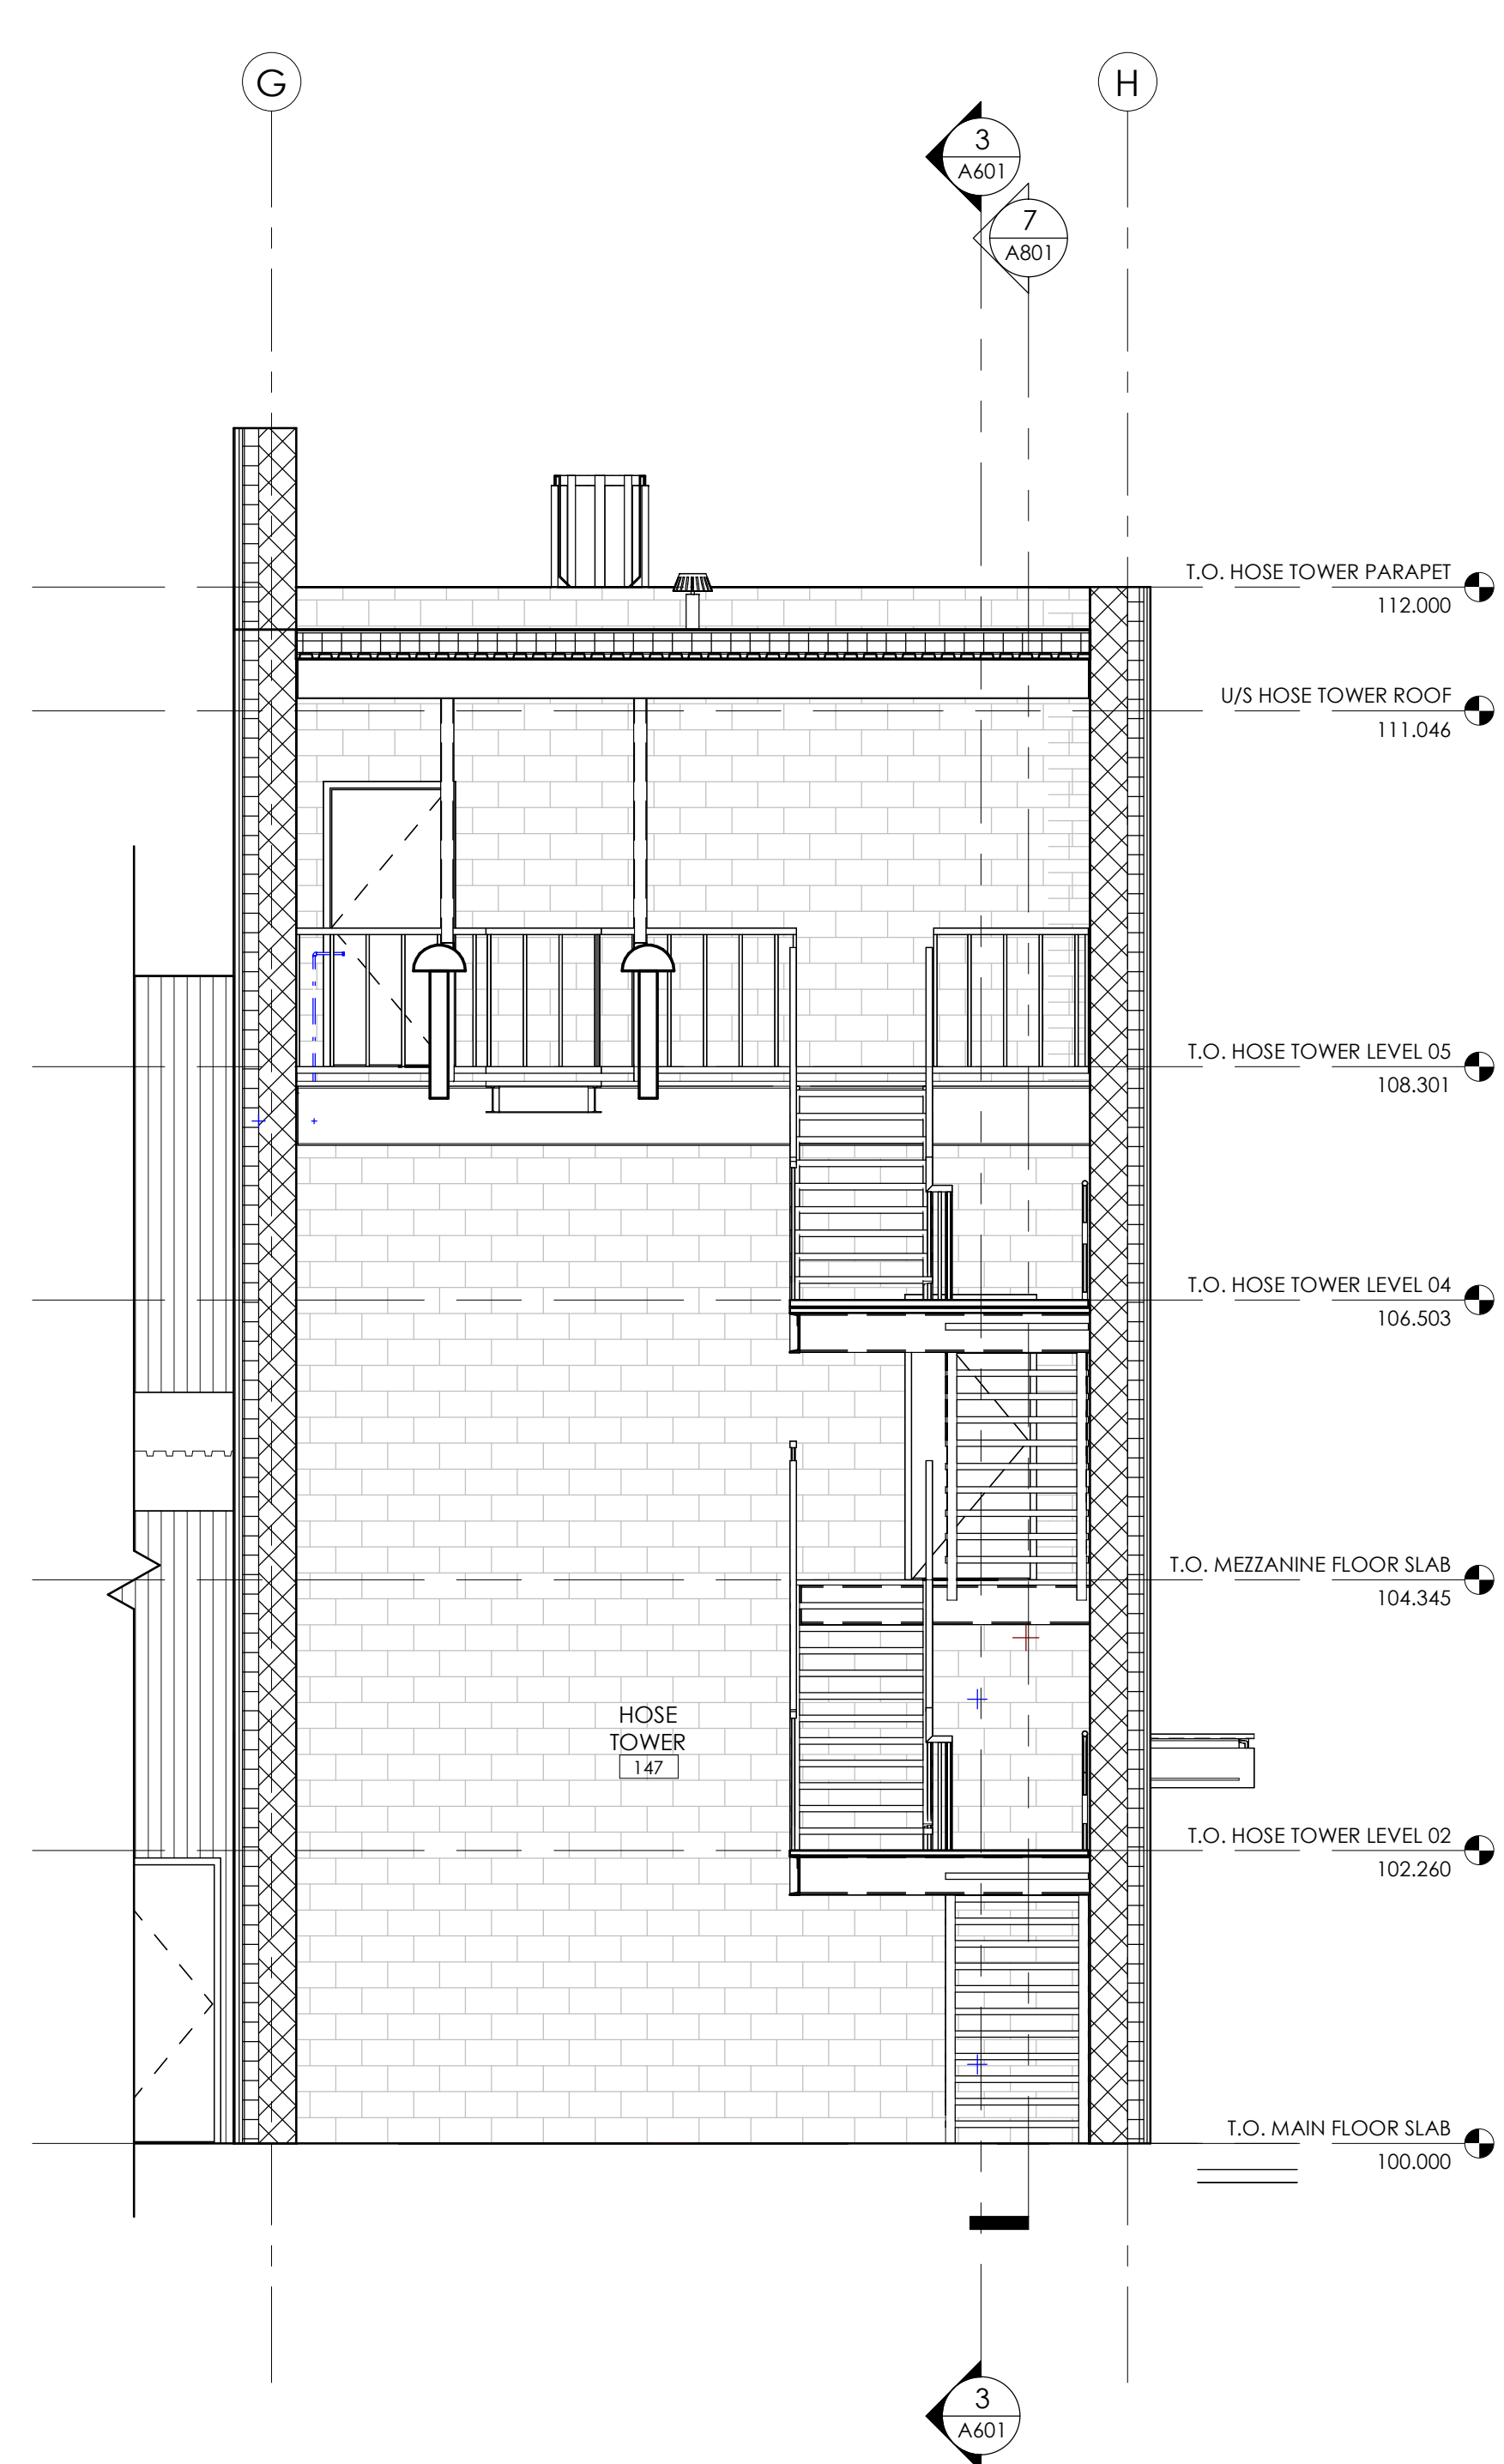 G
H
3
A601
7
A801
T.O. HOSE TOWER PARAPET
112.000
U/S HOSE TOWER ROOF
111.046
T.O. HOSE TOWER LEVEL 05
108.301
T.O. HOSE TOWER LEVEL 04
106.503
T.O. MEZZANINE FLOOR SLAB
104.345
HOSE
TOWER
147
T.O. HOSE TOWER LEVEL 02
102.260
T.O. MAIN FLOOR SLAB
100.000
3
A601